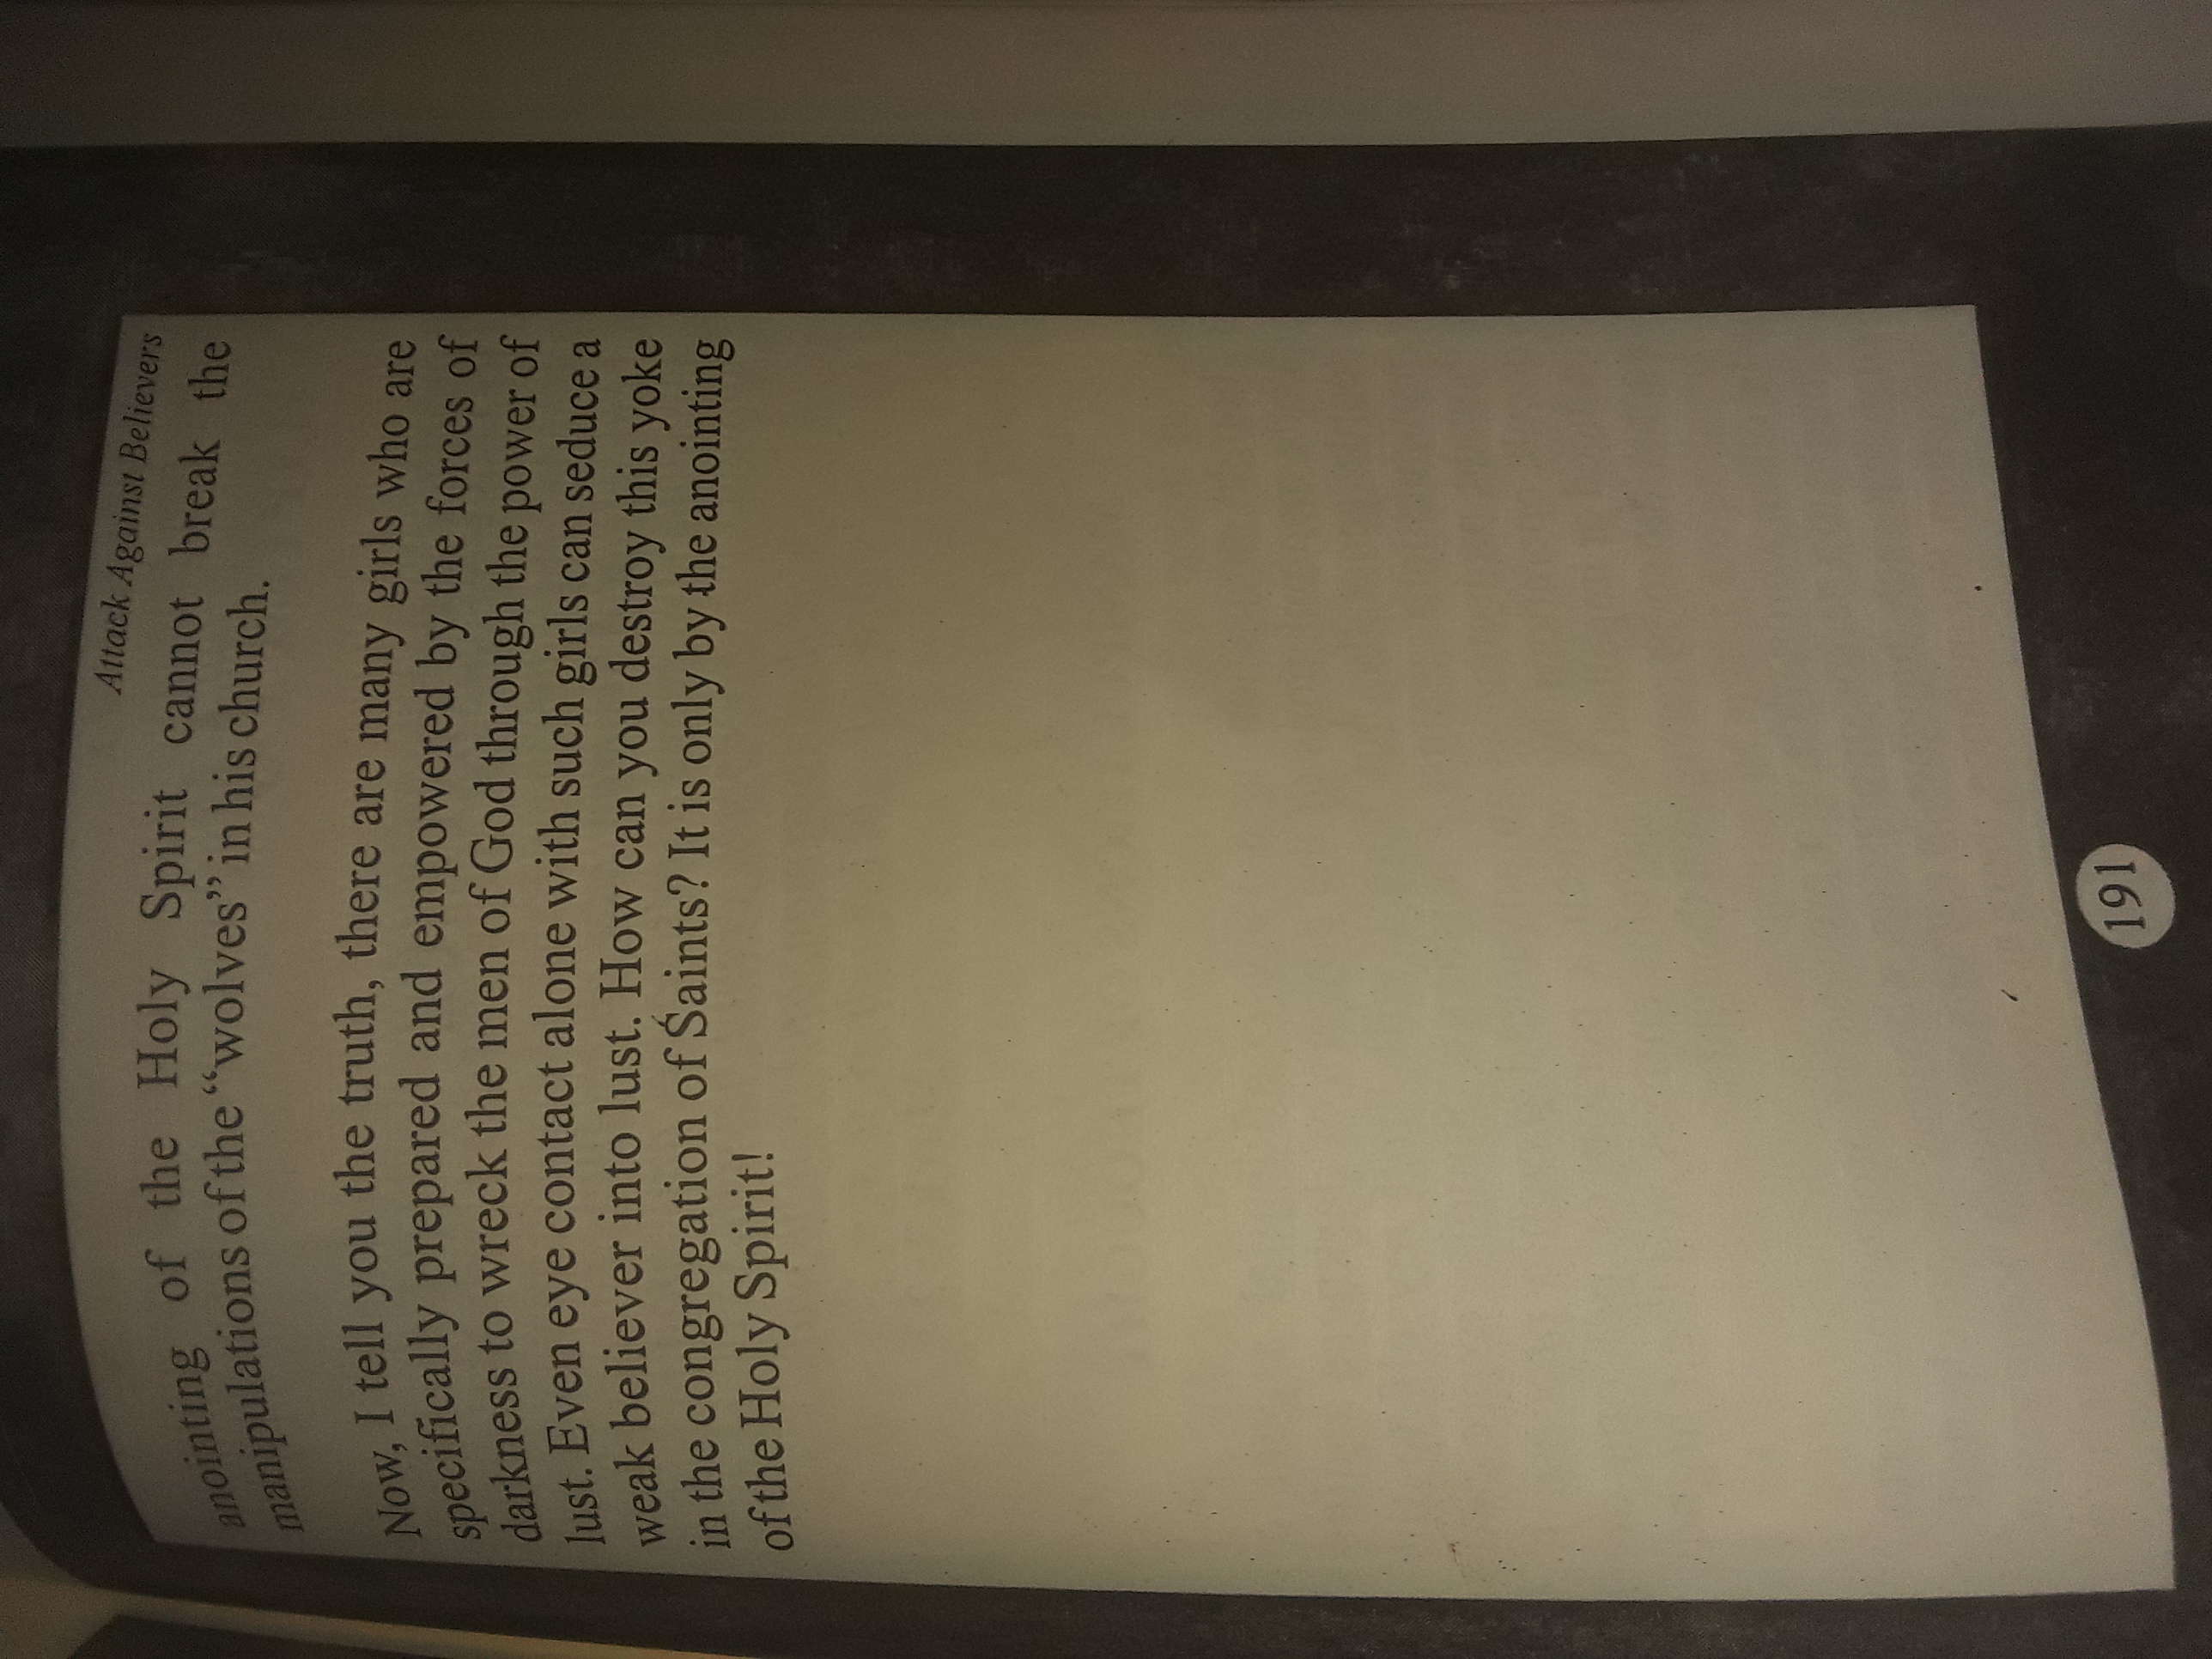 Attack Against Believers
anointing of the Holy Spirit cannot break the
manipulations of the "wolves" in his church.
Now, I tell you the truth, there are many girls who are
specifically prepared and empowered by the forces of
darkness to wreck the men of God through the power of
lust. Even eye contact alone with such girls can seduce a
weak believer into lust. How can you destroy this yoke
in the congregation of Saints? It is only by the anointing
of the Holy Spirit!
191